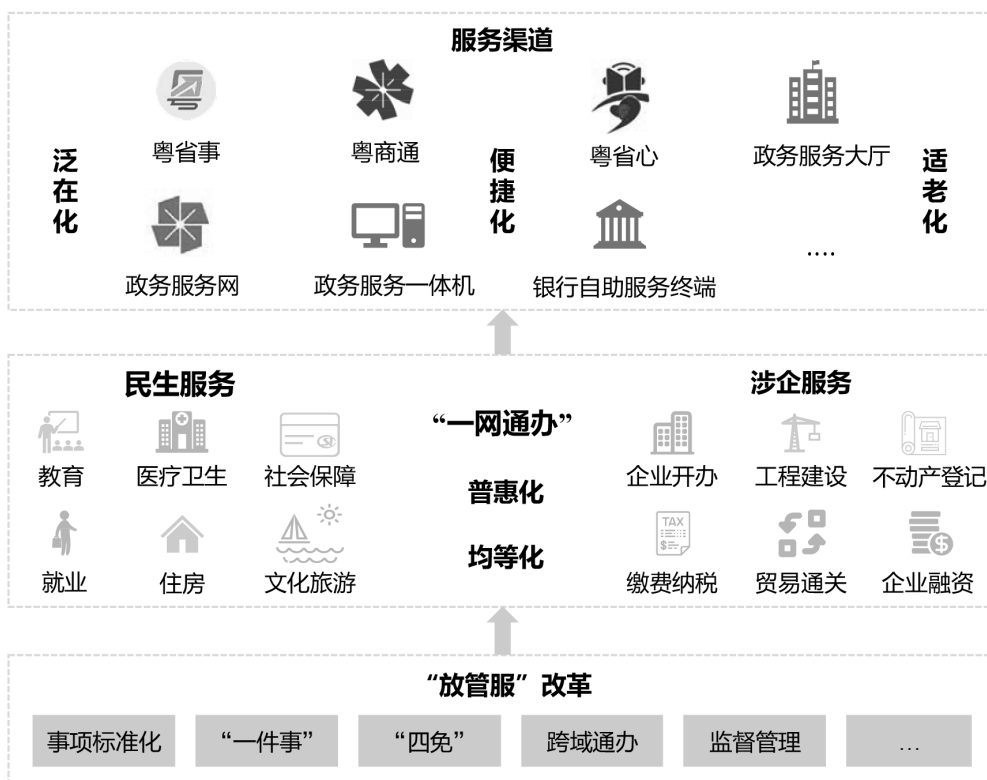 服务渠道
泛在化
便捷化
适老化
粤省事
粤商通
粤省心
政务服务大厅
政务服务网
政务服务一体机
银行自助服务终端
....
民生服务
教育
医疗卫生
社会保障
就业
住房
文化旅游
“一网通办”
普惠化
均等化
涉企服务
企业开办
工程建设
不动产登记
TAX
$
缴费纳税
贸易通关
$
企业融资
“放管服”改革
事项标准化
“一件事”
“四免”
跨域通办
监督管理
...